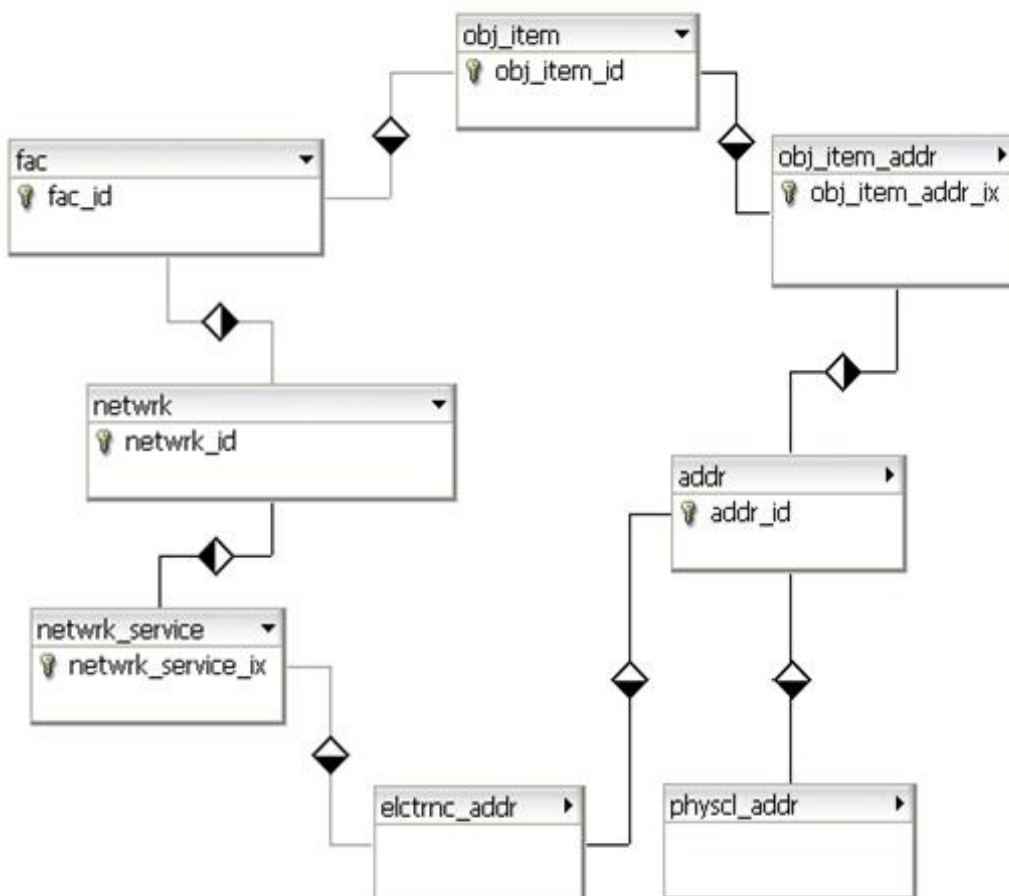 obj_item
obj_item_id
fac
fac_id
obj_item_addr
obj_item_addr_ix
netwrk
netwrk_id
addr
addr_id
netwrk_service
netwrk_service_ix
elctrnc_addr
physcl_addr